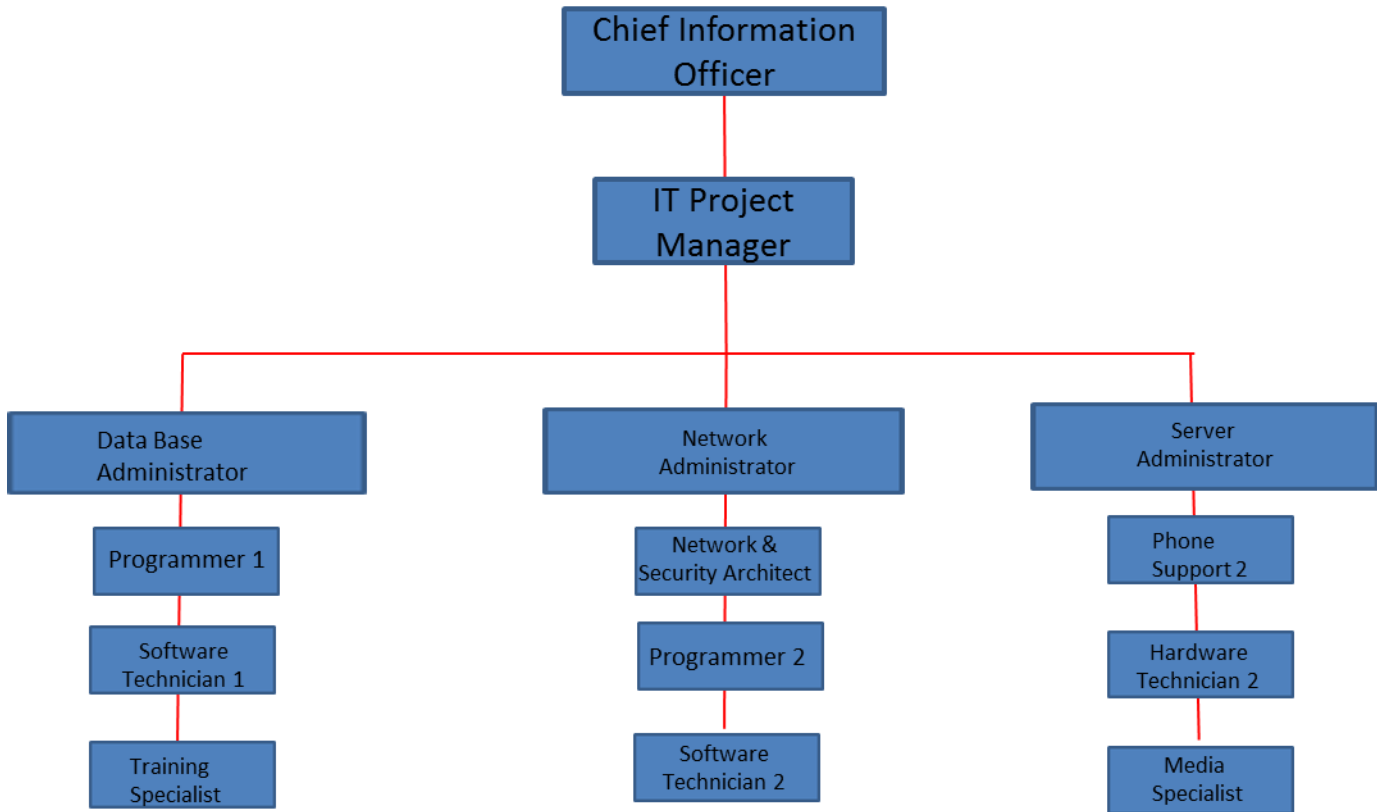 Chief Information
Officer
IT Project
Manager
Data Base
Administrator
Network
Administrator
Server
Administrator
Programmer 1
Network &
Security Architect
Phone
Support 2
Software
Technician 1
Programmer 2
Hardware
Technician 2
Training
Specialist
Software
Technician 2
Media
Specialist